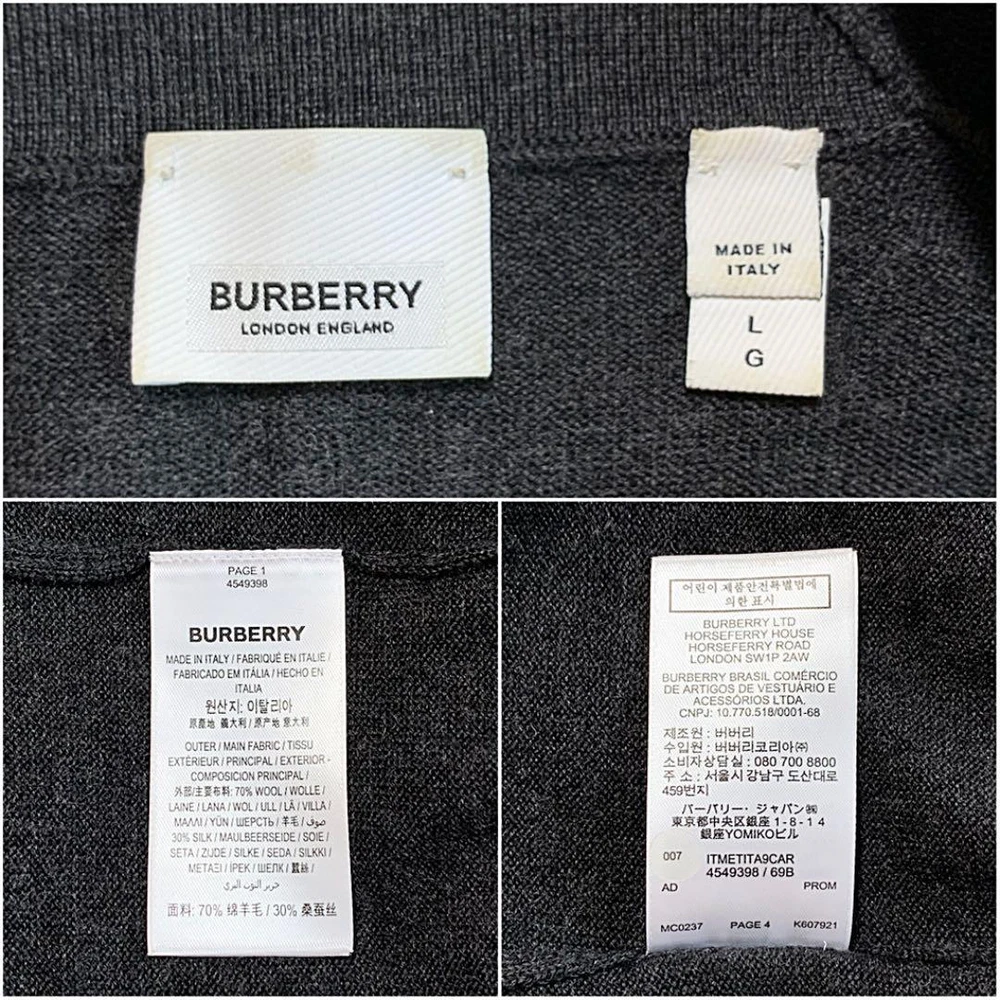 BURBERRY
LONDON ENGLAND
MADE IN
ITALY
L
G
PAGE 1
4549398
BURBERRY
MADE IN ITALY / FABRIQUÉ EN ITALIE /
FABRICADO EM ITÁLIA / HECHO EN
ITALIA
원산지: 이탈리아
原產地 義大利 / 原产地 意大利
OUTER / MAIN FABRIC / TISSU
EXTÉRIEUR / PRINCIPAL / EXTERIOR -
COMPOSICION PRINCIPAL /
外部/主要布料: 70% WOOL / WOLLE /
LAINE / LANA / WOL / ULL / LÃ / VILLA /
ΜΑΛΛΙ / YÜN / ШЕРСТЬ / 羊毛 / صوف
30% SILK / MAULBEERSEIDE / SOIE /
SETA / ZIJDE / SILKE / SEDA / SILKKI /
ΜΕΤΑΞΙ / İPEK / ШЕЛК / 蠶絲 /
حرير التوت البري
面料: 70% 绵羊毛 / 30% 桑蚕丝
어린이 제품안전특별법에
의한 표시
BURBERRY LTD
HORSEFERRY HOUSE
HORSEFERRY ROAD
LONDON SW1P 2AW
BURBERRY BRASIL COMÉRCIO
DE ARTIGOS DE VESTUÁRIO E
ACESSÓRIOS LTDA.
CNPJ: 10.770.518/0001-68
제조원 : 버버리
수입원 : 버버리코리아㈜
소비자상담실 : 080 700 8800
주 소 : 서울시 강남구 도산대로
459번지
バーバリー・ジャパン㈱
東京都中央区銀座 1 - 8 - 1 4
銀座YOMIKOビル
007 ITMETITA9CAR
4549398 / 69B
AD PROM
MC0237 PAGE 4 K607921